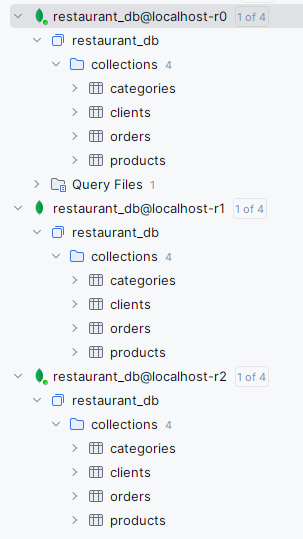 restaurant_db@localhost-r0 1 of 4
restaurant_db
collections 4
categories
clients
orders
products
Query Files 1
restaurant_db@localhost-r1 1 of 4
restaurant_db
collections 4
categories
clients
orders
products
restaurant_db@localhost-r2 1 of 4
restaurant_db
collections 4
categories
clients
orders
products